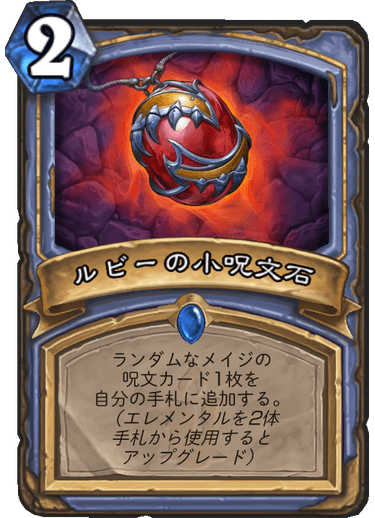 2
ルビーの小呪文石
ランダムなメイジの
呪文カード1枚を
自分の手札に追加する。
（エレメンタルを2体
手札から使用すると
アップグレード）